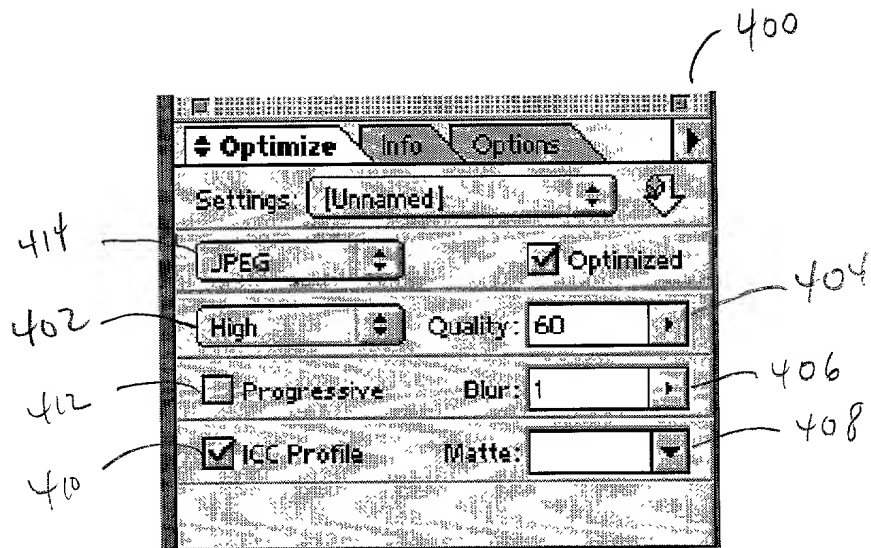 400
Optimize Info Options
Settings: [Unnamed]
414 JPEG Optimized
402 High Quality: 60 404
412 Progressive Blur: 1 406
410 ICC Profile Matte: 408